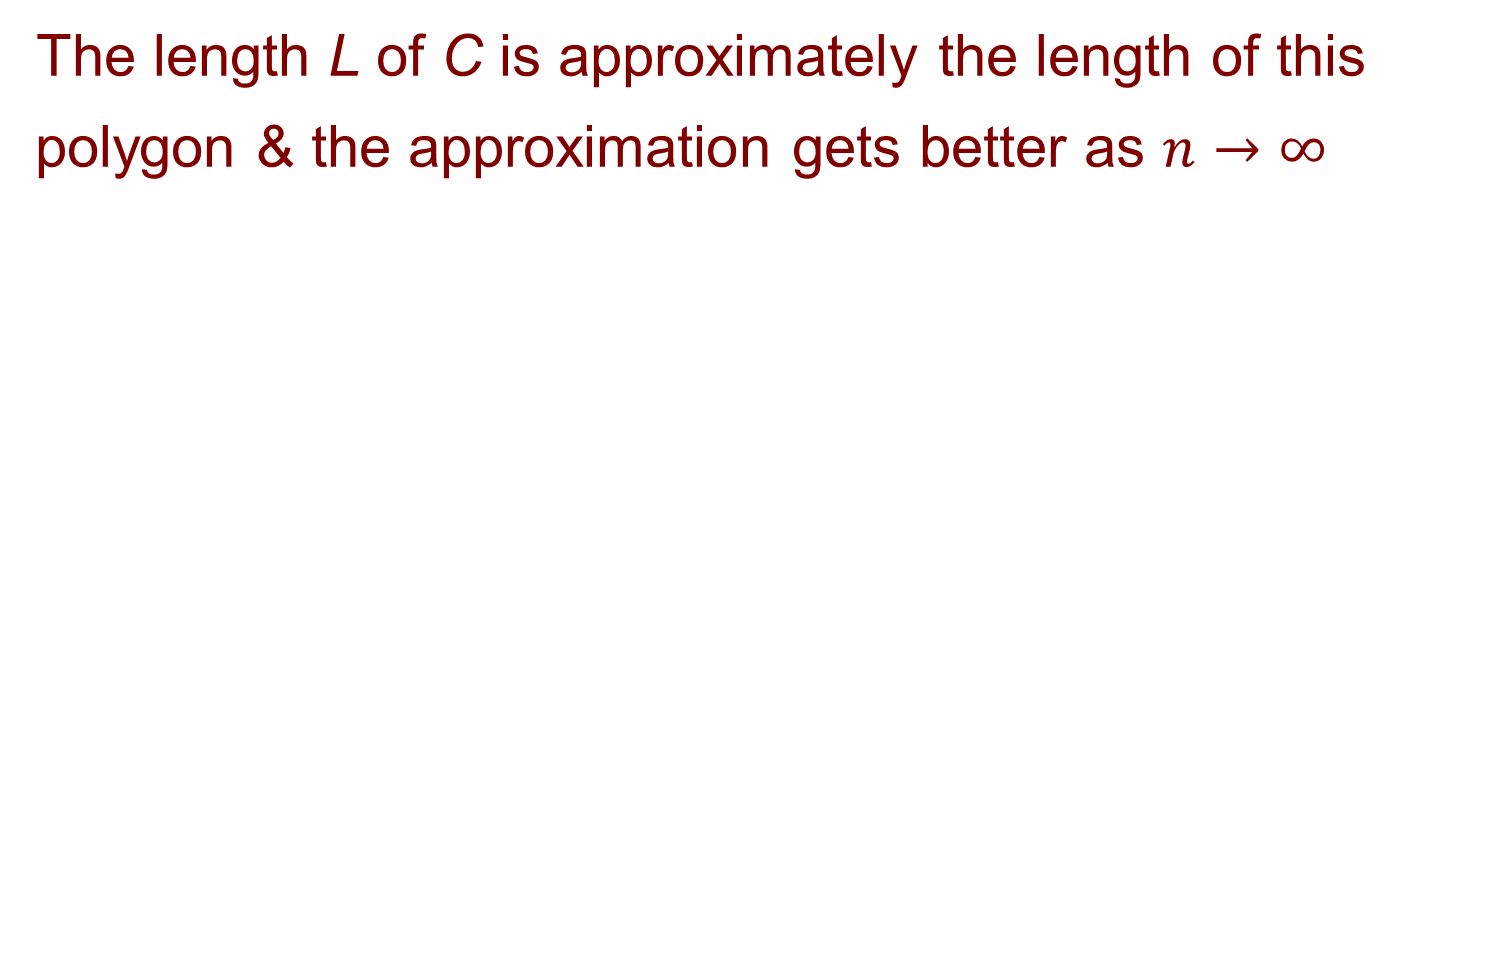 The length L of C is approximately the length of this
polygon & the approximation gets better as n → ∞